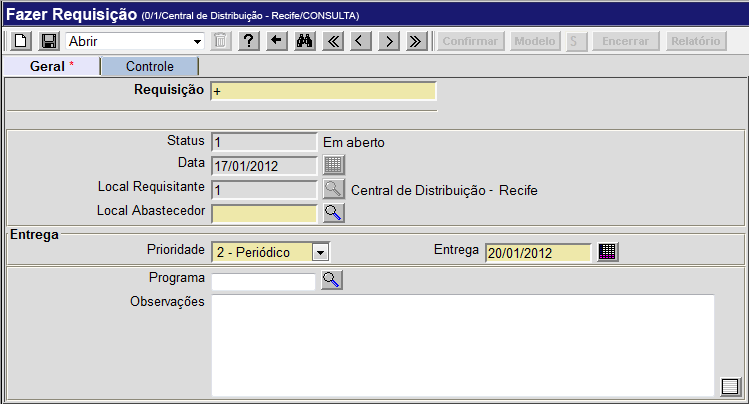 Fazer Requisição (0/1/Central de Distribuição - Recife/CONSULTA)
Abrir ? Confirmar Modelo S Encerrar Relatório
Geral * Controle
Requisição +
Status 1 Em aberto
Data 17/01/2012
Local Requisitante 1 Central de Distribuição - Recife
Local Abastecedor
Entrega
Prioridade 2 - Periódico Entrega 20/01/2012
Programa
Observações